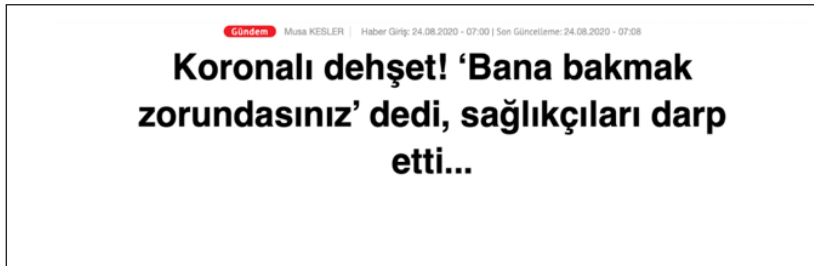 Gündem Musa KESLER | Haber Giriş: 24.08.2020 - 07:00 | Son Güncelleme: 24.08.2020 - 07:08
Koronalı dehşet! ‘Bana bakmak
zorundasınız’ dedi, sağlıkçıları darp
etti...